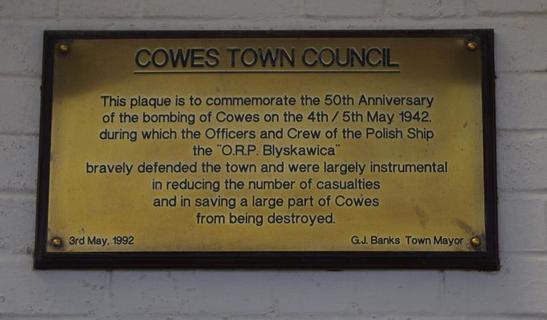 COWES TOWN COUNCIL
This plaque is to commemorate the 50th Anniversary
of the bombing of Cowes on the 4th / 5th May 1942,
during which the Officers and Crew of the Polish Ship
the "O.R.P. Blyskawica"
bravely defended the town and were largely instrumental
in reducing the number of casualties
and in saving a large part of Cowes
from being destroyed.
3rd May, 1992 G.J. Banks Town Mayor